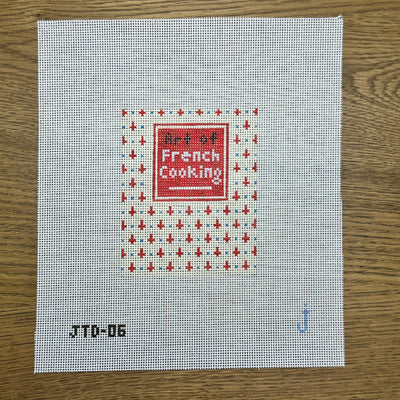 Art of
French
Cooking
JTD-06
J